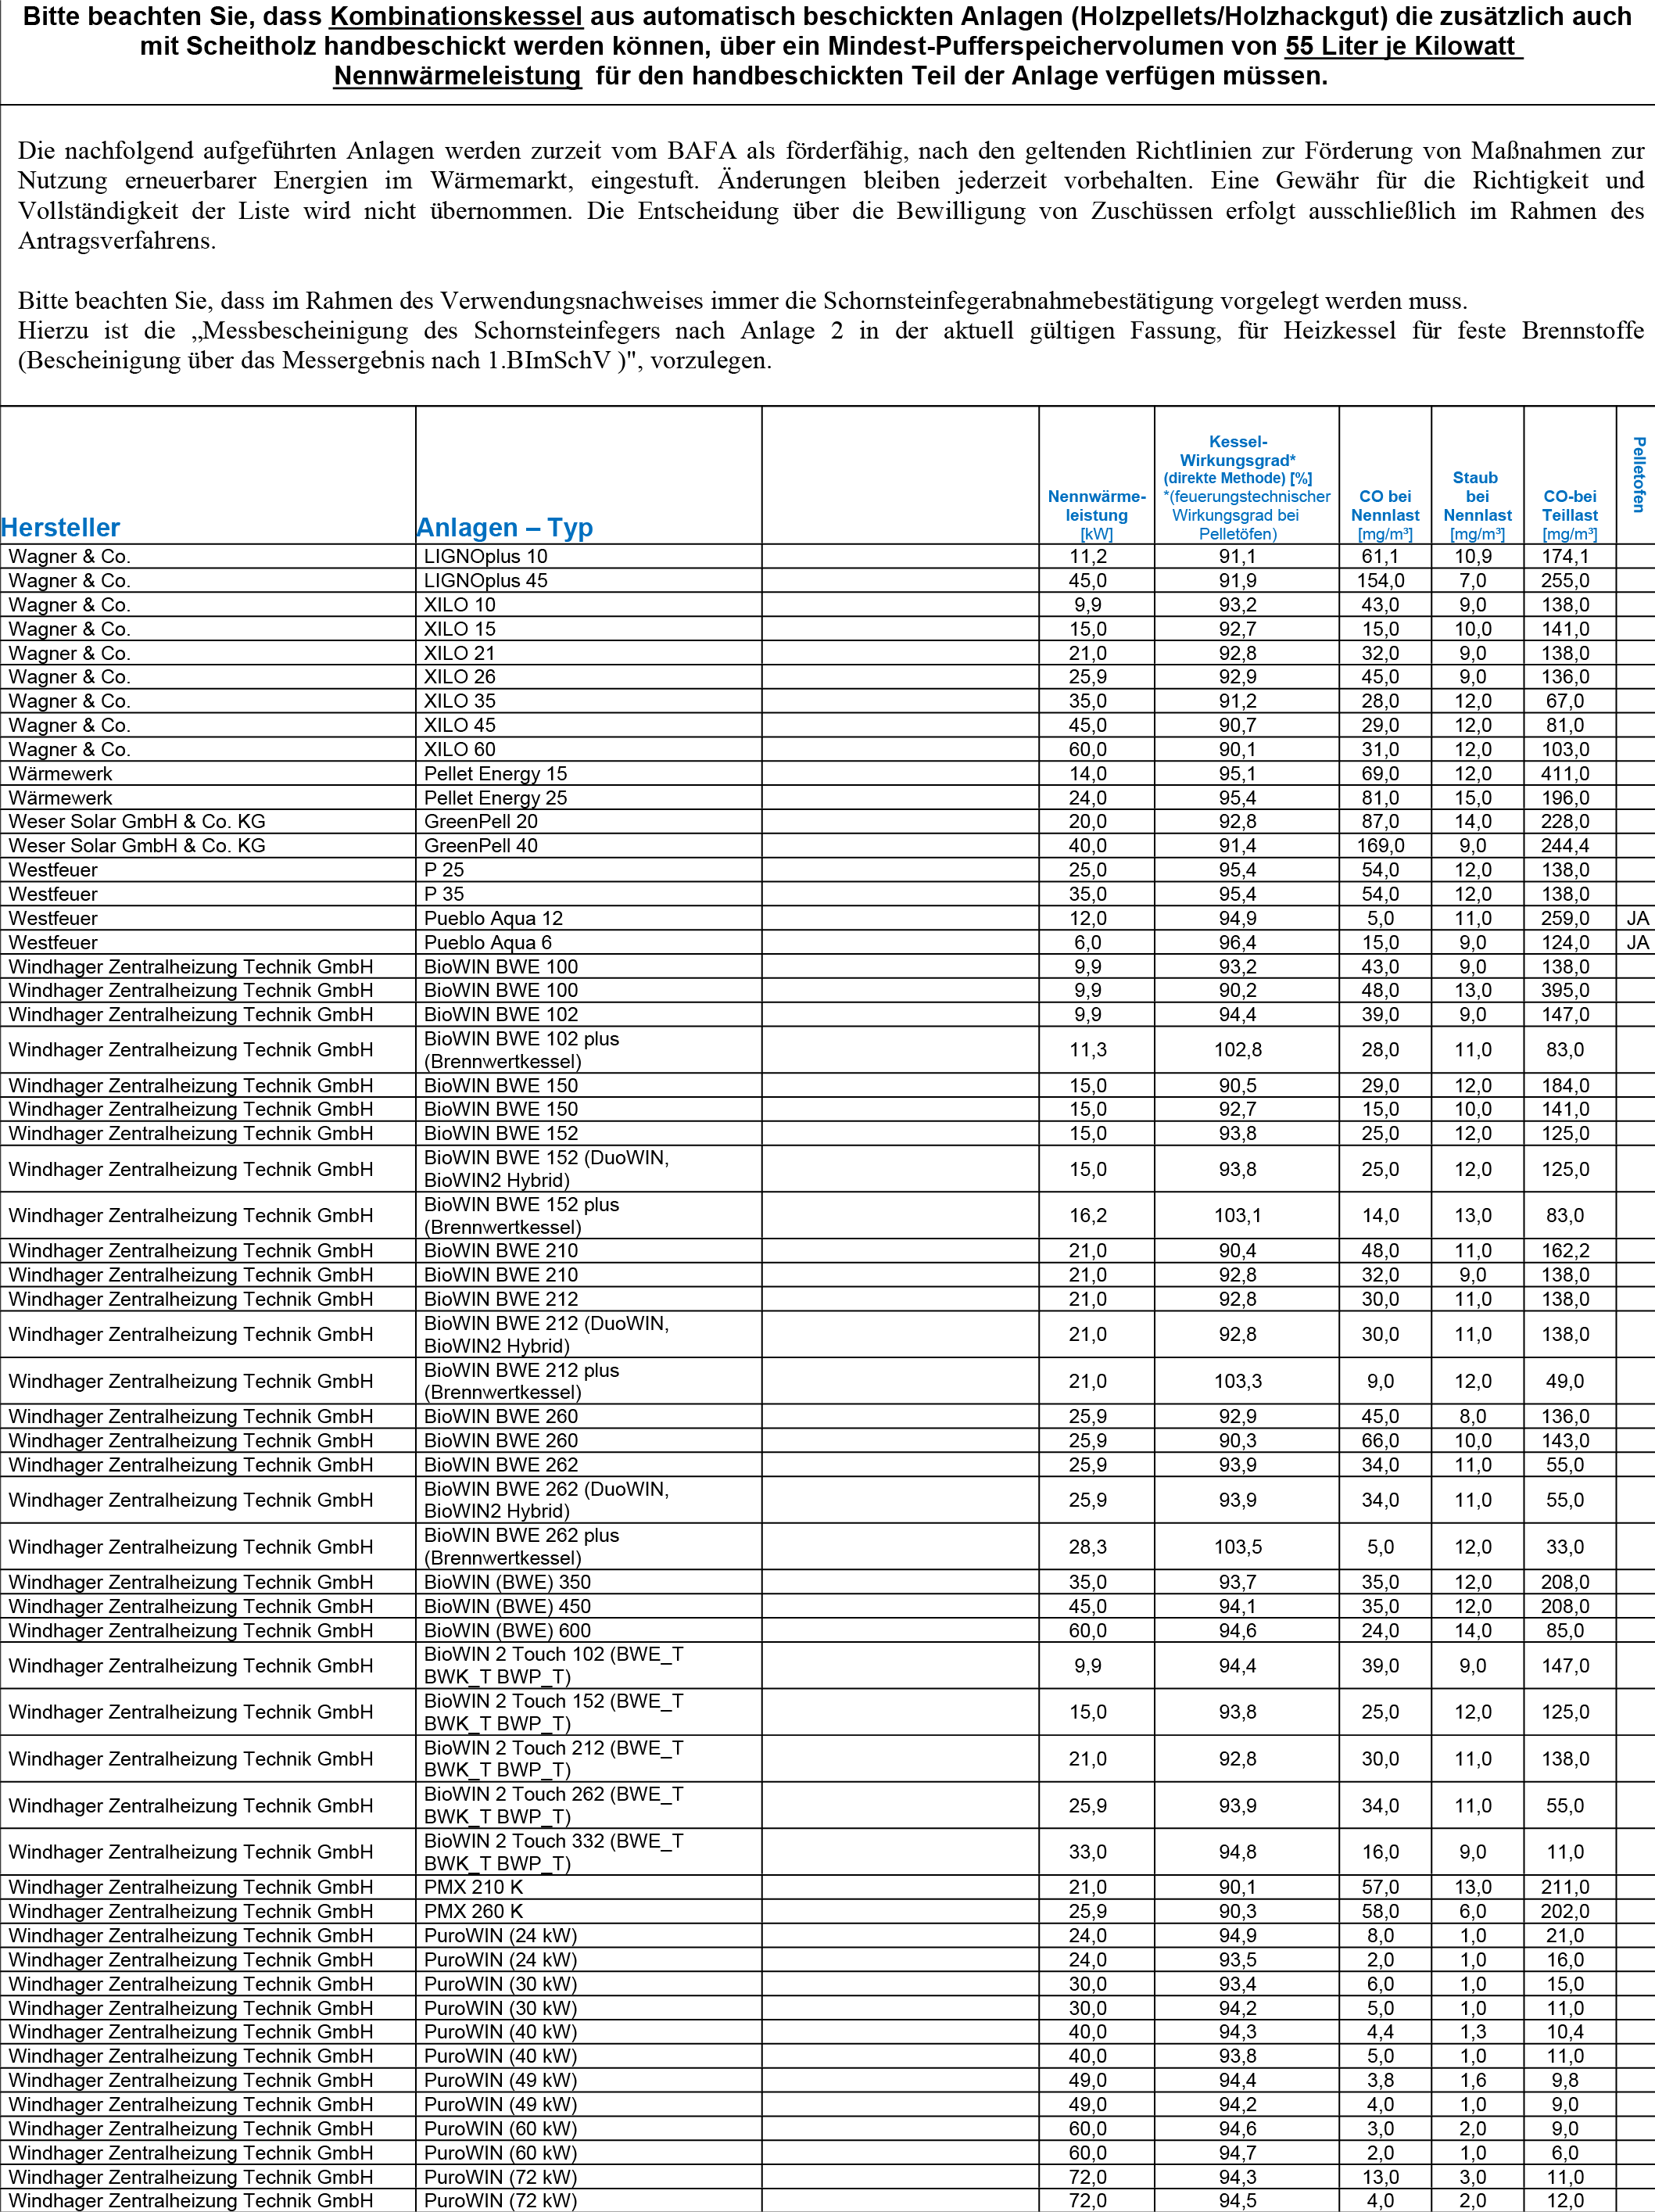 Bitte beachten Sie, dass Kombinationskessel aus automatisch beschickten Anlagen (Holzpellets/Holzhackgut) die zusätzlich auch
mit Scheitholz handbeschickt werden können, über ein Mindest-Pufferspeichervolumen von 55 Liter je Kilowatt
Nennwärmeleistung für den handbeschickten Teil der Anlage verfügen müssen.
Die nachfolgend aufgeführten Anlagen werden zurzeit vom BAFA als förderfähig, nach den geltenden Richtlinien zur Förderung von Maßnahmen zur
Nutzung erneuerbarer Energien im Wärmemarkt, eingestuft. Änderungen bleiben jederzeit vorbehalten. Eine Gewähr für die Richtigkeit und
Vollständigkeit der Liste wird nicht übernommen. Die Entscheidung über die Bewilligung von Zuschüssen erfolgt ausschließlich im Rahmen des
Antragsverfahrens.
Bitte beachten Sie, dass im Rahmen des Verwendungsnachweises immer die Schornsteinfegerabnahmebestätigung vorgelegt werden muss.
Hierzu ist die „Messbescheinigung des Schornsteinfegers nach Anlage 2 in der aktuell gültigen Fassung, für Heizkessel für feste Brennstoffe
(Bescheinigung über das Messergebnis nach 1.BImSchV )", vorzulegen.
Hersteller
Anlagen – Typ
Nennwärme-
leistung
[kW]
Kessel-
Wirkungsgrad*
(direkte Methode) [%]
*(feuerungstechnischer
Wirkungsgrad bei
Pelletöfen)
CO bei
Nennlast
[mg/m³]
Staub
bei
Nennlast
[mg/m³]
CO-bei
Teillast
[mg/m³]
Pelletofen
Wagner & Co. LIGNOplus 10 11,2 91,1 61,1 10,9 174,1
Wagner & Co. LIGNOplus 45 45,0 91,9 154,0 7,0 255,0
Wagner & Co. XILO 10 9,9 93,2 43,0 9,0 138,0
Wagner & Co. XILO 15 15,0 92,7 15,0 10,0 141,0
Wagner & Co. XILO 21 21,0 92,8 32,0 9,0 138,0
Wagner & Co. XILO 26 25,9 92,9 45,0 9,0 136,0
Wagner & Co. XILO 35 35,0 91,2 28,0 12,0 67,0
Wagner & Co. XILO 45 45,0 90,7 29,0 12,0 81,0
Wagner & Co. XILO 60 60,0 90,1 31,0 12,0 103,0
Wärmewerk Pellet Energy 15 14,0 95,1 69,0 12,0 411,0
Wärmewerk Pellet Energy 25 24,0 95,4 81,0 15,0 196,0
Weser Solar GmbH & Co. KG GreenPell 20 20,0 92,8 87,0 14,0 228,0
Weser Solar GmbH & Co. KG GreenPell 40 40,0 91,4 169,0 9,0 244,4
Westfeuer P 25 25,0 95,4 54,0 12,0 138,0
Westfeuer P 35 35,0 95,4 54,0 12,0 138,0
Westfeuer Pueblo Aqua 12 12,0 94,9 5,0 11,0 259,0 JA
Westfeuer Pueblo Aqua 6 6,0 96,4 15,0 9,0 124,0 JA
Windhager Zentralheizung Technik GmbH BioWIN BWE 100 9,9 93,2 43,0 9,0 138,0
Windhager Zentralheizung Technik GmbH BioWIN BWE 100 9,9 90,2 48,0 13,0 395,0
Windhager Zentralheizung Technik GmbH BioWIN BWE 102 9,9 94,4 39,0 9,0 147,0
Windhager Zentralheizung Technik GmbH BioWIN BWE 102 plus
(Brennwertkessel) 11,3 102,8 28,0 11,0 83,0
Windhager Zentralheizung Technik GmbH BioWIN BWE 150 15,0 90,5 29,0 12,0 184,0
Windhager Zentralheizung Technik GmbH BioWIN BWE 150 15,0 92,7 15,0 10,0 141,0
Windhager Zentralheizung Technik GmbH BioWIN BWE 152 15,0 93,8 25,0 12,0 125,0
Windhager Zentralheizung Technik GmbH BioWIN BWE 152 (DuoWIN,
BioWIN2 Hybrid) 15,0 93,8 25,0 12,0 125,0
Windhager Zentralheizung Technik GmbH BioWIN BWE 152 plus
(Brennwertkessel) 16,2 103,1 14,0 13,0 83,0
Windhager Zentralheizung Technik GmbH BioWIN BWE 210 21,0 90,4 48,0 11,0 162,2
Windhager Zentralheizung Technik GmbH BioWIN BWE 210 21,0 92,8 32,0 9,0 138,0
Windhager Zentralheizung Technik GmbH BioWIN BWE 212 21,0 92,8 30,0 11,0 138,0
Windhager Zentralheizung Technik GmbH BioWIN BWE 212 (DuoWIN,
BioWIN2 Hybrid) 21,0 92,8 30,0 11,0 138,0
Windhager Zentralheizung Technik GmbH BioWIN BWE 212 plus
(Brennwertkessel) 21,0 103,3 9,0 12,0 49,0
Windhager Zentralheizung Technik GmbH BioWIN BWE 260 25,9 92,9 45,0 8,0 136,0
Windhager Zentralheizung Technik GmbH BioWIN BWE 260 25,9 90,3 66,0 10,0 143,0
Windhager Zentralheizung Technik GmbH BioWIN BWE 262 25,9 93,9 34,0 11,0 55,0
Windhager Zentralheizung Technik GmbH BioWIN BWE 262 (DuoWIN,
BioWIN2 Hybrid) 25,9 93,9 34,0 11,0 55,0
Windhager Zentralheizung Technik GmbH BioWIN BWE 262 plus
(Brennwertkessel) 28,3 103,5 5,0 12,0 33,0
Windhager Zentralheizung Technik GmbH BioWIN (BWE) 350 35,0 93,7 35,0 12,0 208,0
Windhager Zentralheizung Technik GmbH BioWIN (BWE) 450 45,0 94,1 35,0 12,0 208,0
Windhager Zentralheizung Technik GmbH BioWIN (BWE) 600 60,0 94,6 24,0 14,0 85,0
Windhager Zentralheizung Technik GmbH BioWIN 2 Touch 102 (BWE_T
BWK_T BWP_T) 9,9 94,4 39,0 9,0 147,0
Windhager Zentralheizung Technik GmbH BioWIN 2 Touch 152 (BWE_T
BWK_T BWP_T) 15,0 93,8 25,0 12,0 125,0
Windhager Zentralheizung Technik GmbH BioWIN 2 Touch 212 (BWE_T
BWK_T BWP_T) 21,0 92,8 30,0 11,0 138,0
Windhager Zentralheizung Technik GmbH BioWIN 2 Touch 262 (BWE_T
BWK_T BWP_T) 25,9 93,9 34,0 11,0 55,0
Windhager Zentralheizung Technik GmbH BioWIN 2 Touch 332 (BWE_T
BWK_T BWP_T) 33,0 94,8 16,0 9,0 11,0
Windhager Zentralheizung Technik GmbH PMX 210 K 21,0 90,1 57,0 13,0 211,0
Windhager Zentralheizung Technik GmbH PMX 260 K 25,9 90,3 58,0 6,0 202,0
Windhager Zentralheizung Technik GmbH PuroWIN (24 kW) 24,0 94,9 8,0 1,0 21,0
Windhager Zentralheizung Technik GmbH PuroWIN (24 kW) 24,0 93,5 2,0 1,0 16,0
Windhager Zentralheizung Technik GmbH PuroWIN (30 kW) 30,0 93,4 6,0 1,0 15,0
Windhager Zentralheizung Technik GmbH PuroWIN (30 kW) 30,0 94,2 5,0 1,0 11,0
Windhager Zentralheizung Technik GmbH PuroWIN (40 kW) 40,0 94,3 4,4 1,3 10,4
Windhager Zentralheizung Technik GmbH PuroWIN (40 kW) 40,0 93,8 5,0 1,0 11,0
Windhager Zentralheizung Technik GmbH PuroWIN (49 kW) 49,0 94,4 3,8 1,6 9,8
Windhager Zentralheizung Technik GmbH PuroWIN (49 kW) 49,0 94,2 4,0 1,0 9,0
Windhager Zentralheizung Technik GmbH PuroWIN (60 kW) 60,0 94,6 3,0 2,0 9,0
Windhager Zentralheizung Technik GmbH PuroWIN (60 kW) 60,0 94,7 2,0 1,0 6,0
Windhager Zentralheizung Technik GmbH PuroWIN (72 kW) 72,0 94,3 13,0 3,0 11,0
Windhager Zentralheizung Technik GmbH PuroWIN (72 kW) 72,0 94,5 4,0 2,0 12,0